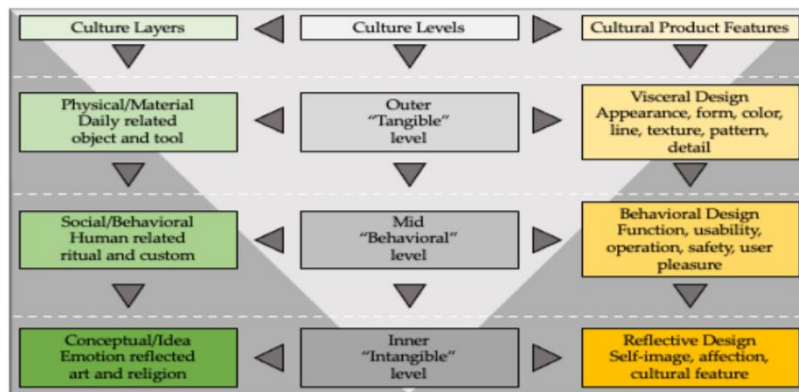 Culture Layers
Culture Levels
Cultural Product Features
Physical/Material
Daily related
object and tool
Outer
"Tangible"
level
Visceral Design
Appearance, form, color,
line, texture, pattern,
detail
Social/Behavioral
Human related
ritual and custom
Mid
"Behavioral"
level
Behavioral Design
Function, usability,
operation, safety, user
pleasure
Conceptual/Idea
Emotion reflected
art and religion
Inner
"Intangible"
level
Reflective Design
Self-image, affection,
cultural feature